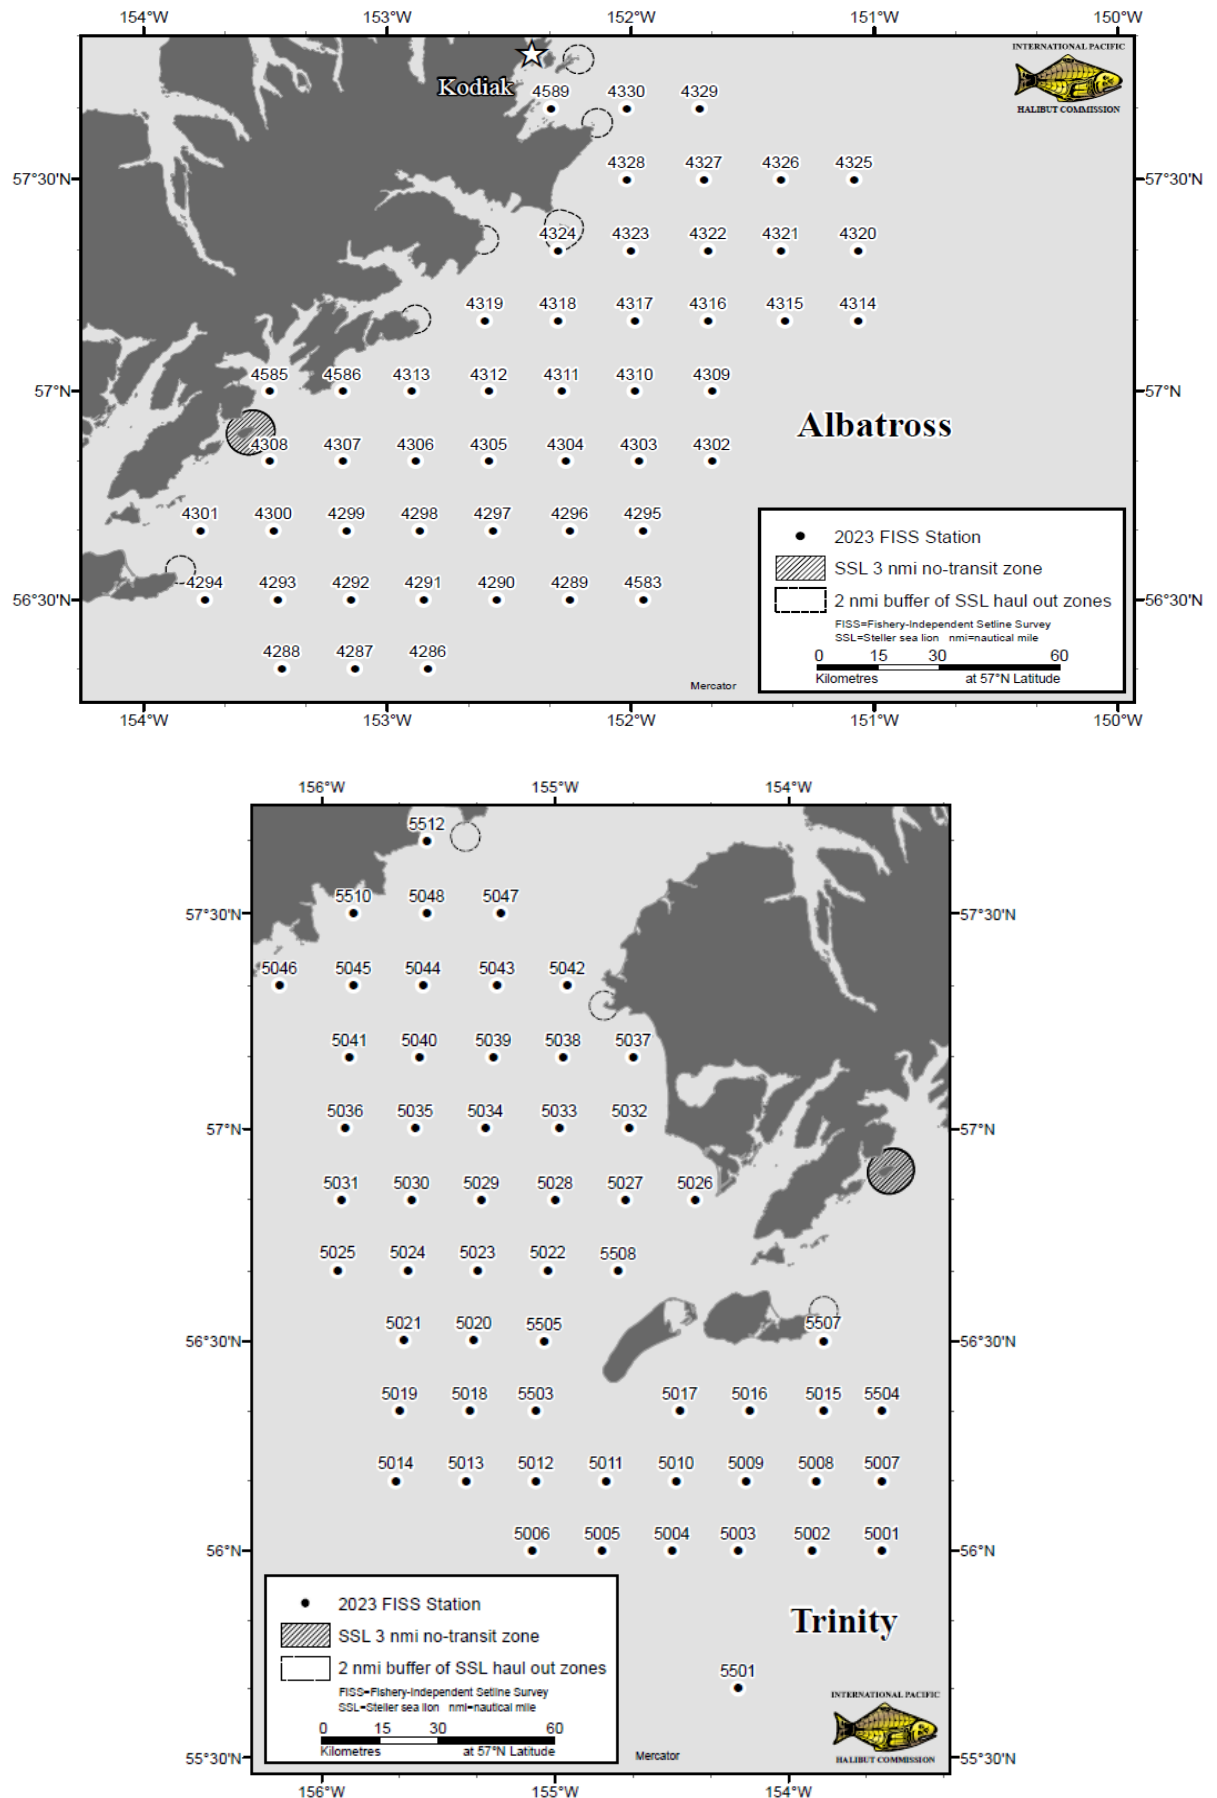 154°W 153°W 152°W 151°W 150°W
INTERNATIONAL PACIFIC
HALIBUT COMMISSION
Kodiak
4589 4330 4329
4328 4327 4326 4325
57°30'N 57°30'N
4324 4323 4322 4321 4320
4319 4318 4317 4316 4315 4314
4585 4586 4313 4312 4311 4310 4309
57°N 57°N
Albatross
4308 4307 4306 4305 4304 4303 4302
4301 4300 4299 4298 4297 4296 4295
4294 4293 4292 4291 4290 4289 4583
56°30'N 56°30'N
4288 4287 4286
2023 FISS Station
SSL 3 nmi no-transit zone
2 nmi buffer of SSL haul out zones
FISS=Fishery-Independent Setline Survey
SSL=Steller sea lion nmi=nautical mile
0 15 30 60
Kilometres at 57°N Latitude
Mercator
154°W 153°W 152°W 151°W 150°W
156°W 155°W 154°W
5512
5510 5048 5047
57°30'N 57°30'N
5046 5045 5044 5043 5042
5041 5040 5039 5038 5037
5036 5035 5034 5033 5032
57°N 57°N
5031 5030 5029 5028 5027 5026
5025 5024 5023 5022 5508
5021 5020 5505 5507
56°30'N 56°30'N
5019 5018 5503 5017 5016 5015 5504
5014 5013 5012 5011 5010 5009 5008 5007
5006 5005 5004 5003 5002 5001
56°N 56°N
2023 FISS Station
SSL 3 nmi no-transit zone
2 nmi buffer of SSL haul out zones
FISS=Fishery-Independent Setline Survey
SSL=Steller sea lion nmi=nautical mile
0 15 30 60
Kilometres at 57°N Latitude
Trinity
5501
INTERNATIONAL PACIFIC
HALIBUT COMMISSION
Mercator
55°30'N 55°30'N
156°W 155°W 154°W